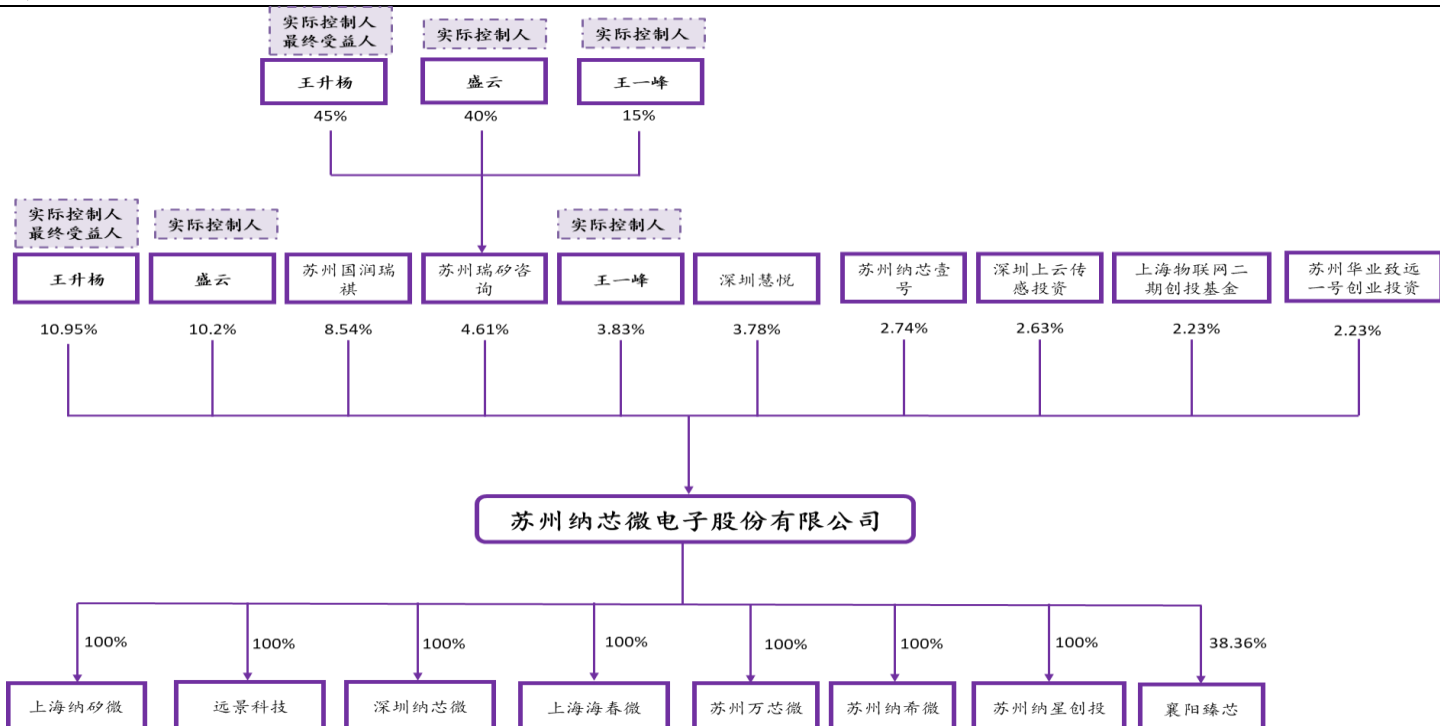 实际控制人
最终受益人
实际控制人
实际控制人
王升杨
盛云
王一峰
45%
40%
15%
实际控制人
最终受益人
实际控制人
实际控制人
王升杨
盛云
苏州国润瑞
祺
苏州瑞矽咨
询
王一峰
深圳慧悦
苏州纳芯壹
号
深圳上云传
感投资
上海物联网二
期创投基金
苏州华业致远
一号创业投资
10.95%
10.2%
8.54%
4.61%
3.83%
3.78%
2.74%
2.63%
2.23%
2.23%
苏州纳芯微电子股份有限公司
100%
100%
100%
100%
100%
100%
100%
38.36%
上海纳矽微
远景科技
深圳纳芯微
上海海春微
苏州万芯微
苏州纳希微
苏州纳星创投
襄阳臻芯